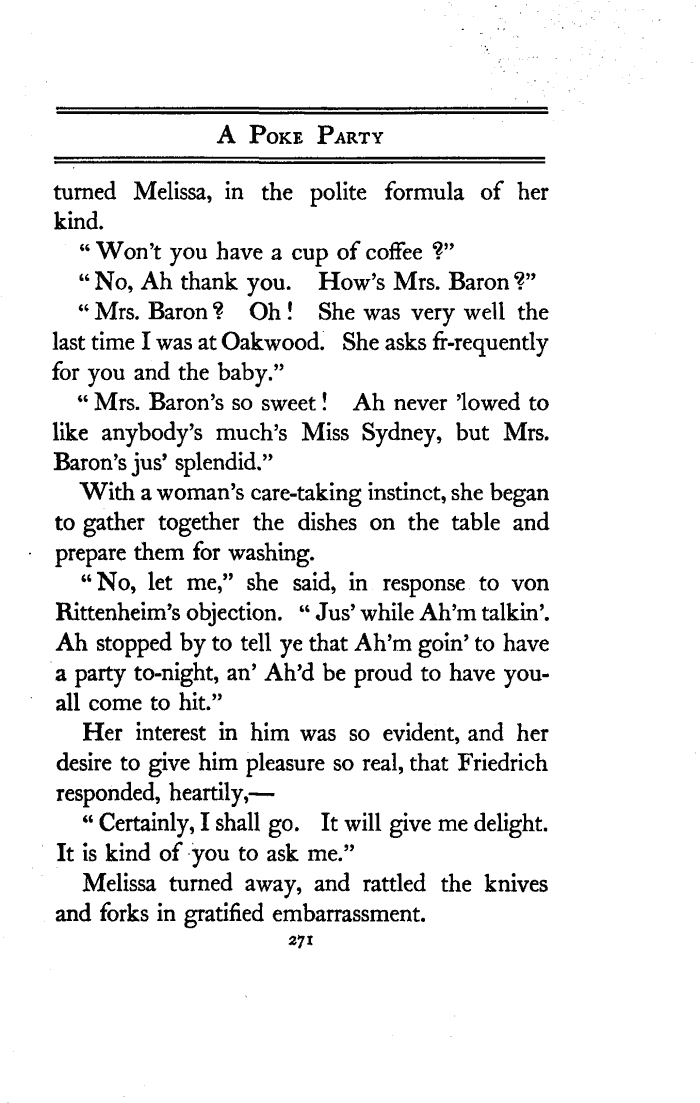 A Poke Party
turned Melissa, in the polite formula of her
kind.
“Won’t you have a cup of coffee?”
“No, Ah thank you. How’s Mrs. Baron?”
“Mrs. Baron? Oh! She was very well the
last time I was at Oakwood. She asks fr-requently
for you and the baby.”
“Mrs. Baron’s so sweet! Ah never ’lowed to
like anybody’s much’s Miss Sydney, but Mrs.
Baron’s jus’ splendid.”
With a woman’s care-taking instinct, she began
to gather together the dishes on the table and
prepare them for washing.
“No, let me,” she said, in response to von
Rittenheim’s objection. “Jus’ while Ah’m talkin’.
Ah stopped by to tell ye that Ah’m goin’ to have
a party to-night, an’ Ah’d be proud to have you-
all come to hit.”
Her interest in him was so evident, and her
desire to give him pleasure so real, that Friedrich
responded, heartily,—
“Certainly, I shall go. It will give me delight.
It is kind of you to ask me.”
Melissa turned away, and rattled the knives
and forks in gratified embarrassment.
271